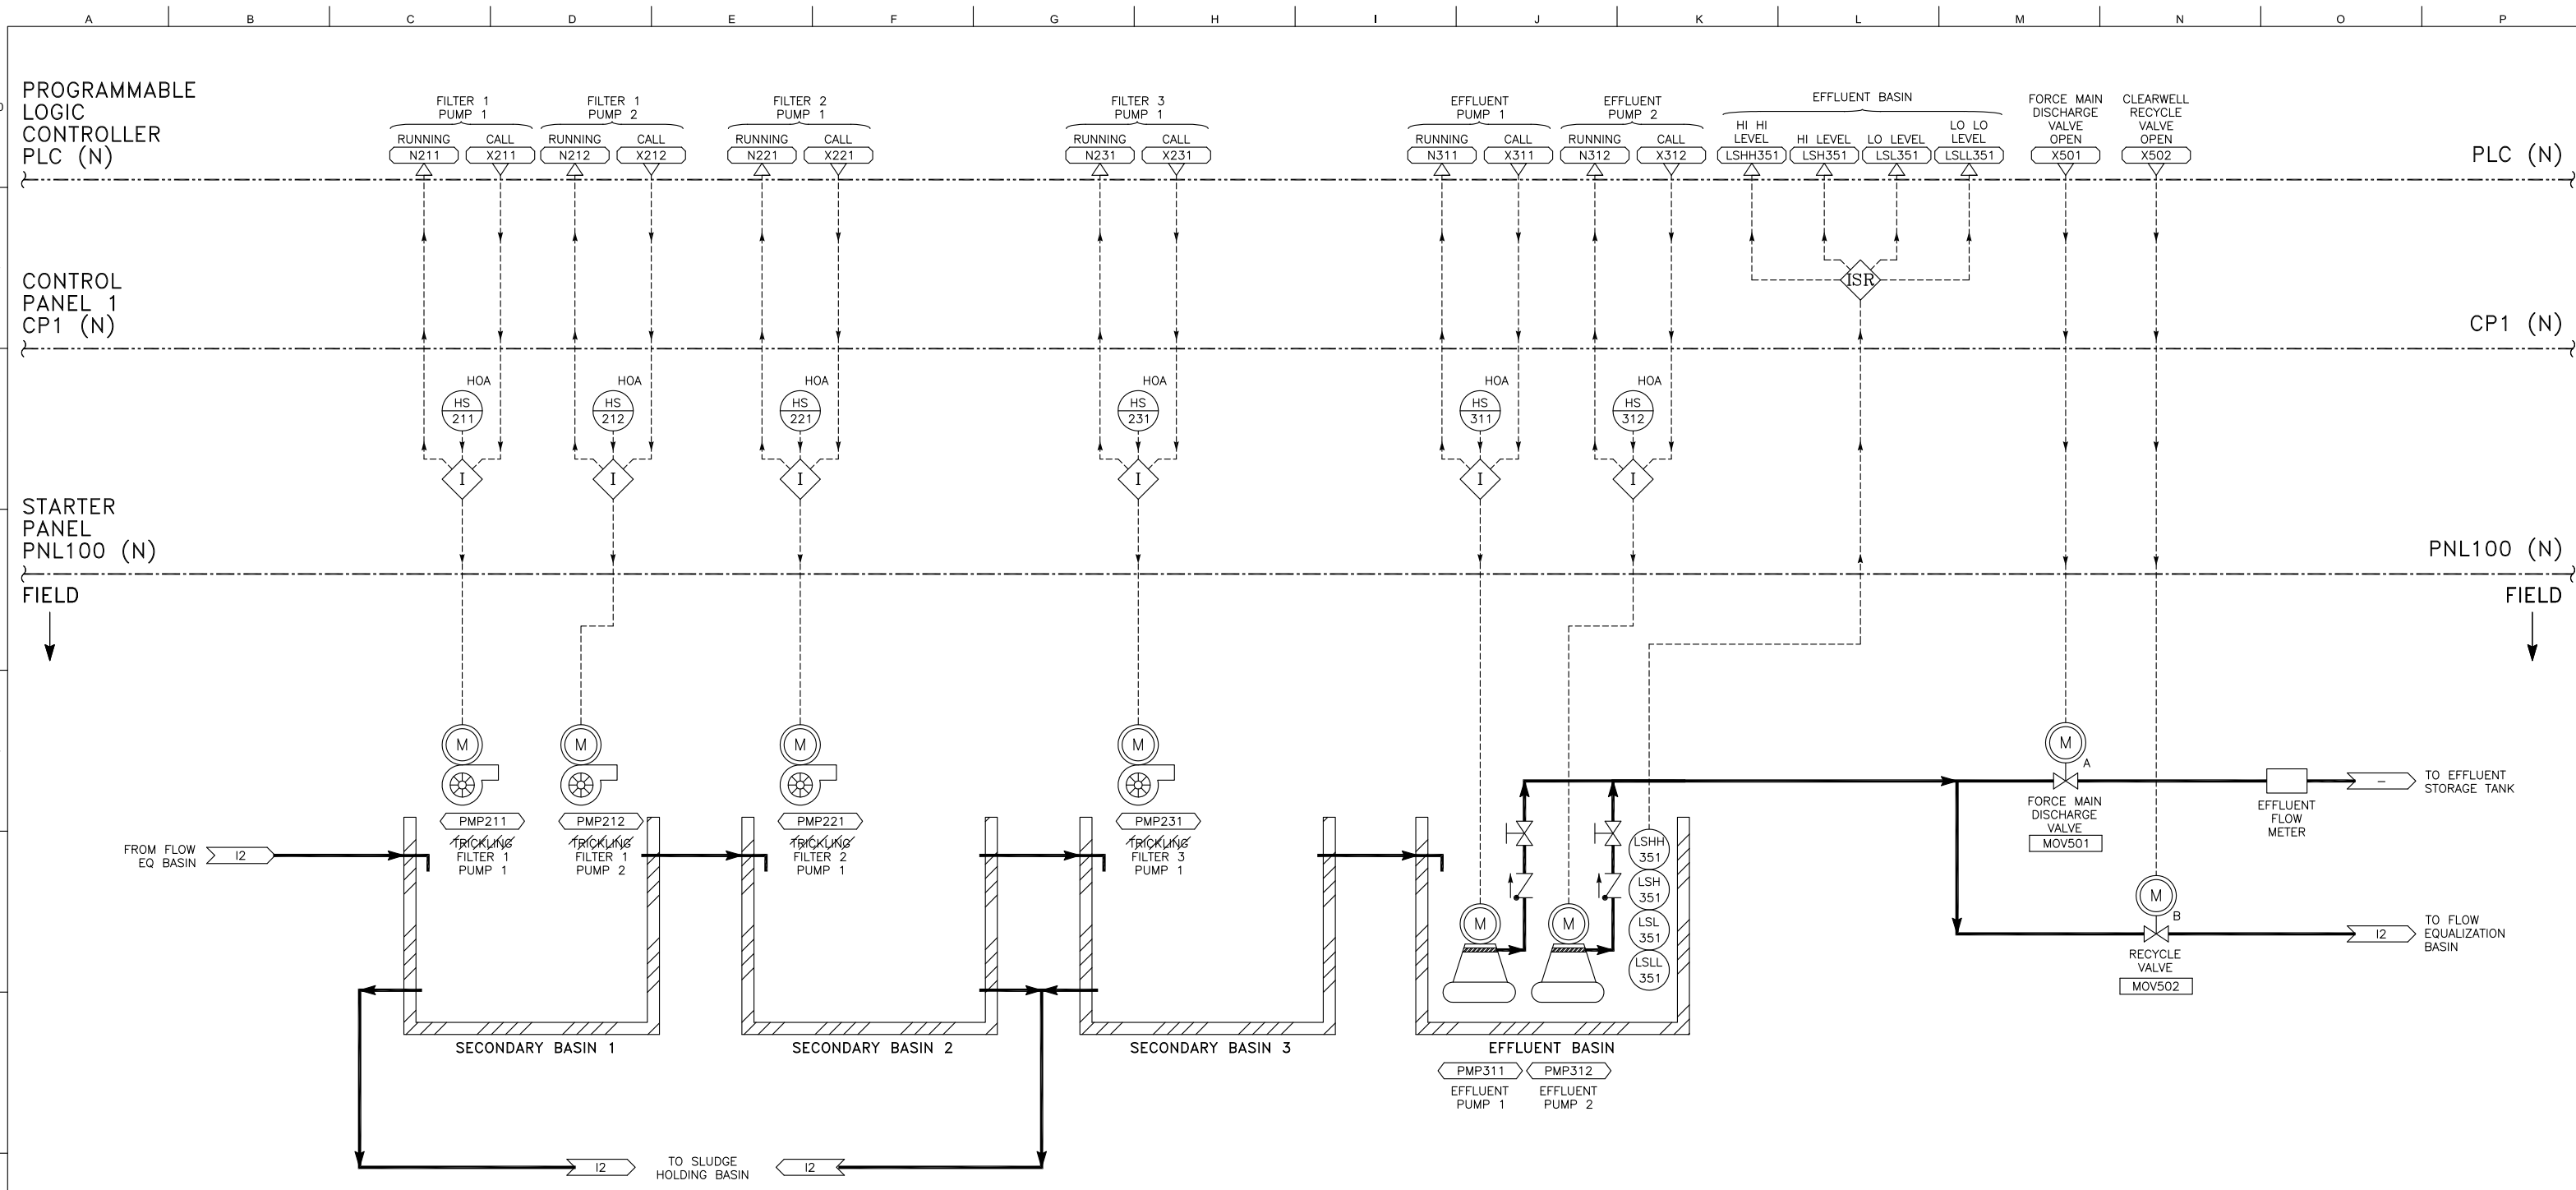 A B C D E F G H I J K L M N O P
PROGRAMMABLE
LOGIC
CONTROLLER
PLC (N)
FILTER 1
PUMP 1
RUNNING CALL
N211 X211
FILTER 1
PUMP 2
RUNNING CALL
N212 X212
FILTER 2
PUMP 1
RUNNING CALL
N221 X221
FILTER 3
PUMP 1
RUNNING CALL
N231 X231
EFFLUENT
PUMP 1
RUNNING CALL
N311 X311
EFFLUENT
PUMP 2
RUNNING CALL
N312 X312
EFFLUENT BASIN
HI HI
LEVEL
LSHH351
HI LEVEL
LSH351
LO LEVEL
LSL351
LO LO
LEVEL
LSLL351
FORCE MAIN
DISCHARGE
VALVE
OPEN
X501
CLEARWELL
RECYCLE
VALVE
OPEN
X502
PLC (N)
CONTROL
PANEL 1
CP1 (N)
ISR
CP1 (N)
STARTER
PANEL
PNL100 (N)
HOA
HS
211
I
HOA
HS
212
I
HOA
HS
221
I
HOA
HS
231
I
HOA
HS
311
I
HOA
HS
312
I
PNL100 (N)
FIELD
FIELD
M
PMP211
TRICKLING
FILTER 1
PUMP 1
M
PMP212
TRICKLING
FILTER 1
PUMP 2
M
PMP221
TRICKLING
FILTER 2
PUMP 1
M
PMP231
TRICKLING
FILTER 3
PUMP 1
FROM FLOW
EQ BASIN
I2
M
M
LSHH
351
LSH
351
LSL
351
LSLL
351
M
A
FORCE MAIN
DISCHARGE
VALVE
MOV501
EFFLUENT
FLOW
METER
–
TO EFFLUENT
STORAGE TANK
M
B
RECYCLE
VALVE
MOV502
I2
TO FLOW
EQUALIZATION
BASIN
SECONDARY BASIN 1
SECONDARY BASIN 2
SECONDARY BASIN 3
EFFLUENT BASIN
PMP311
EFFLUENT
PUMP 1
PMP312
EFFLUENT
PUMP 2
I2
TO SLUDGE
HOLDING BASIN
I2